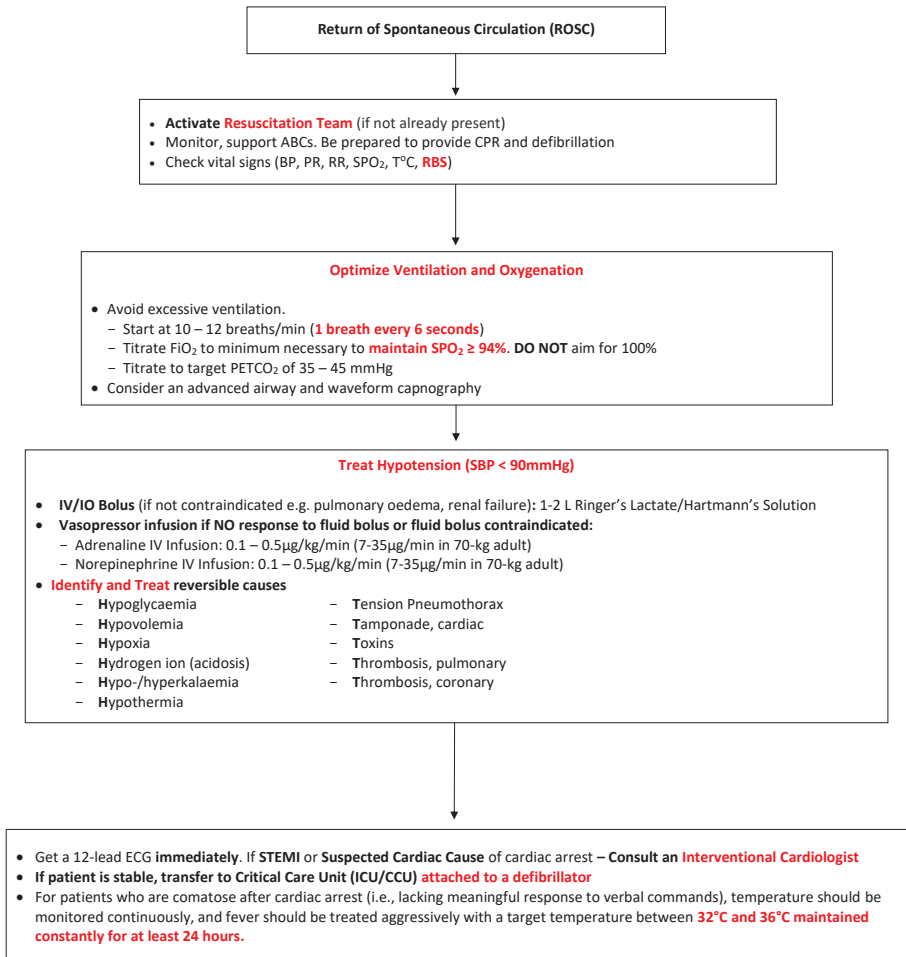 Return of Spontaneous Circulation (ROSC)
• Activate Resuscitation Team (if not already present)
• Monitor, support ABCs. Be prepared to provide CPR and defibrillation
• Check vital signs (BP, PR, RR, SPO₂, T°C, RBS)
Optimize Ventilation and Oxygenation
• Avoid excessive ventilation.
− Start at 10 – 12 breaths/min (1 breath every 6 seconds)
− Titrate FiO₂ to minimum necessary to maintain SPO₂ ≥ 94%. DO NOT aim for 100%
− Titrate to target PETCO₂ of 35 – 45 mmHg
• Consider an advanced airway and waveform capnography
Treat Hypotension (SBP < 90mmHg)
• IV/IO Bolus (if not contraindicated e.g. pulmonary oedema, renal failure): 1-2 L Ringer's Lactate/Hartmann's Solution
• Vasopressor infusion if NO response to fluid bolus or fluid bolus contraindicated:
− Adrenaline IV Infusion: 0.1 – 0.5µg/kg/min (7-35µg/min in 70-kg adult)
− Norepinephrine IV Infusion: 0.1 – 0.5µg/kg/min (7-35µg/min in 70-kg adult)
• Identify and Treat reversible causes
− Hypoglycaemia
− Hypovolemia
− Hypoxia
− Hydrogen ion (acidosis)
− Hypo-/hyperkalaemia
− Hypothermia
− Tension Pneumothorax
− Tamponade, cardiac
− Toxins
− Thrombosis, pulmonary
− Thrombosis, coronary
• Get a 12-lead ECG immediately. If STEMI or Suspected Cardiac Cause of cardiac arrest – Consult an Interventional Cardiologist
• If patient is stable, transfer to Critical Care Unit (ICU/CCU) attached to a defibrillator
• For patients who are comatose after cardiac arrest (i.e., lacking meaningful response to verbal commands), temperature should be
monitored continuously, and fever should be treated aggressively with a target temperature between 32°C and 36°C maintained
constantly for at least 24 hours.